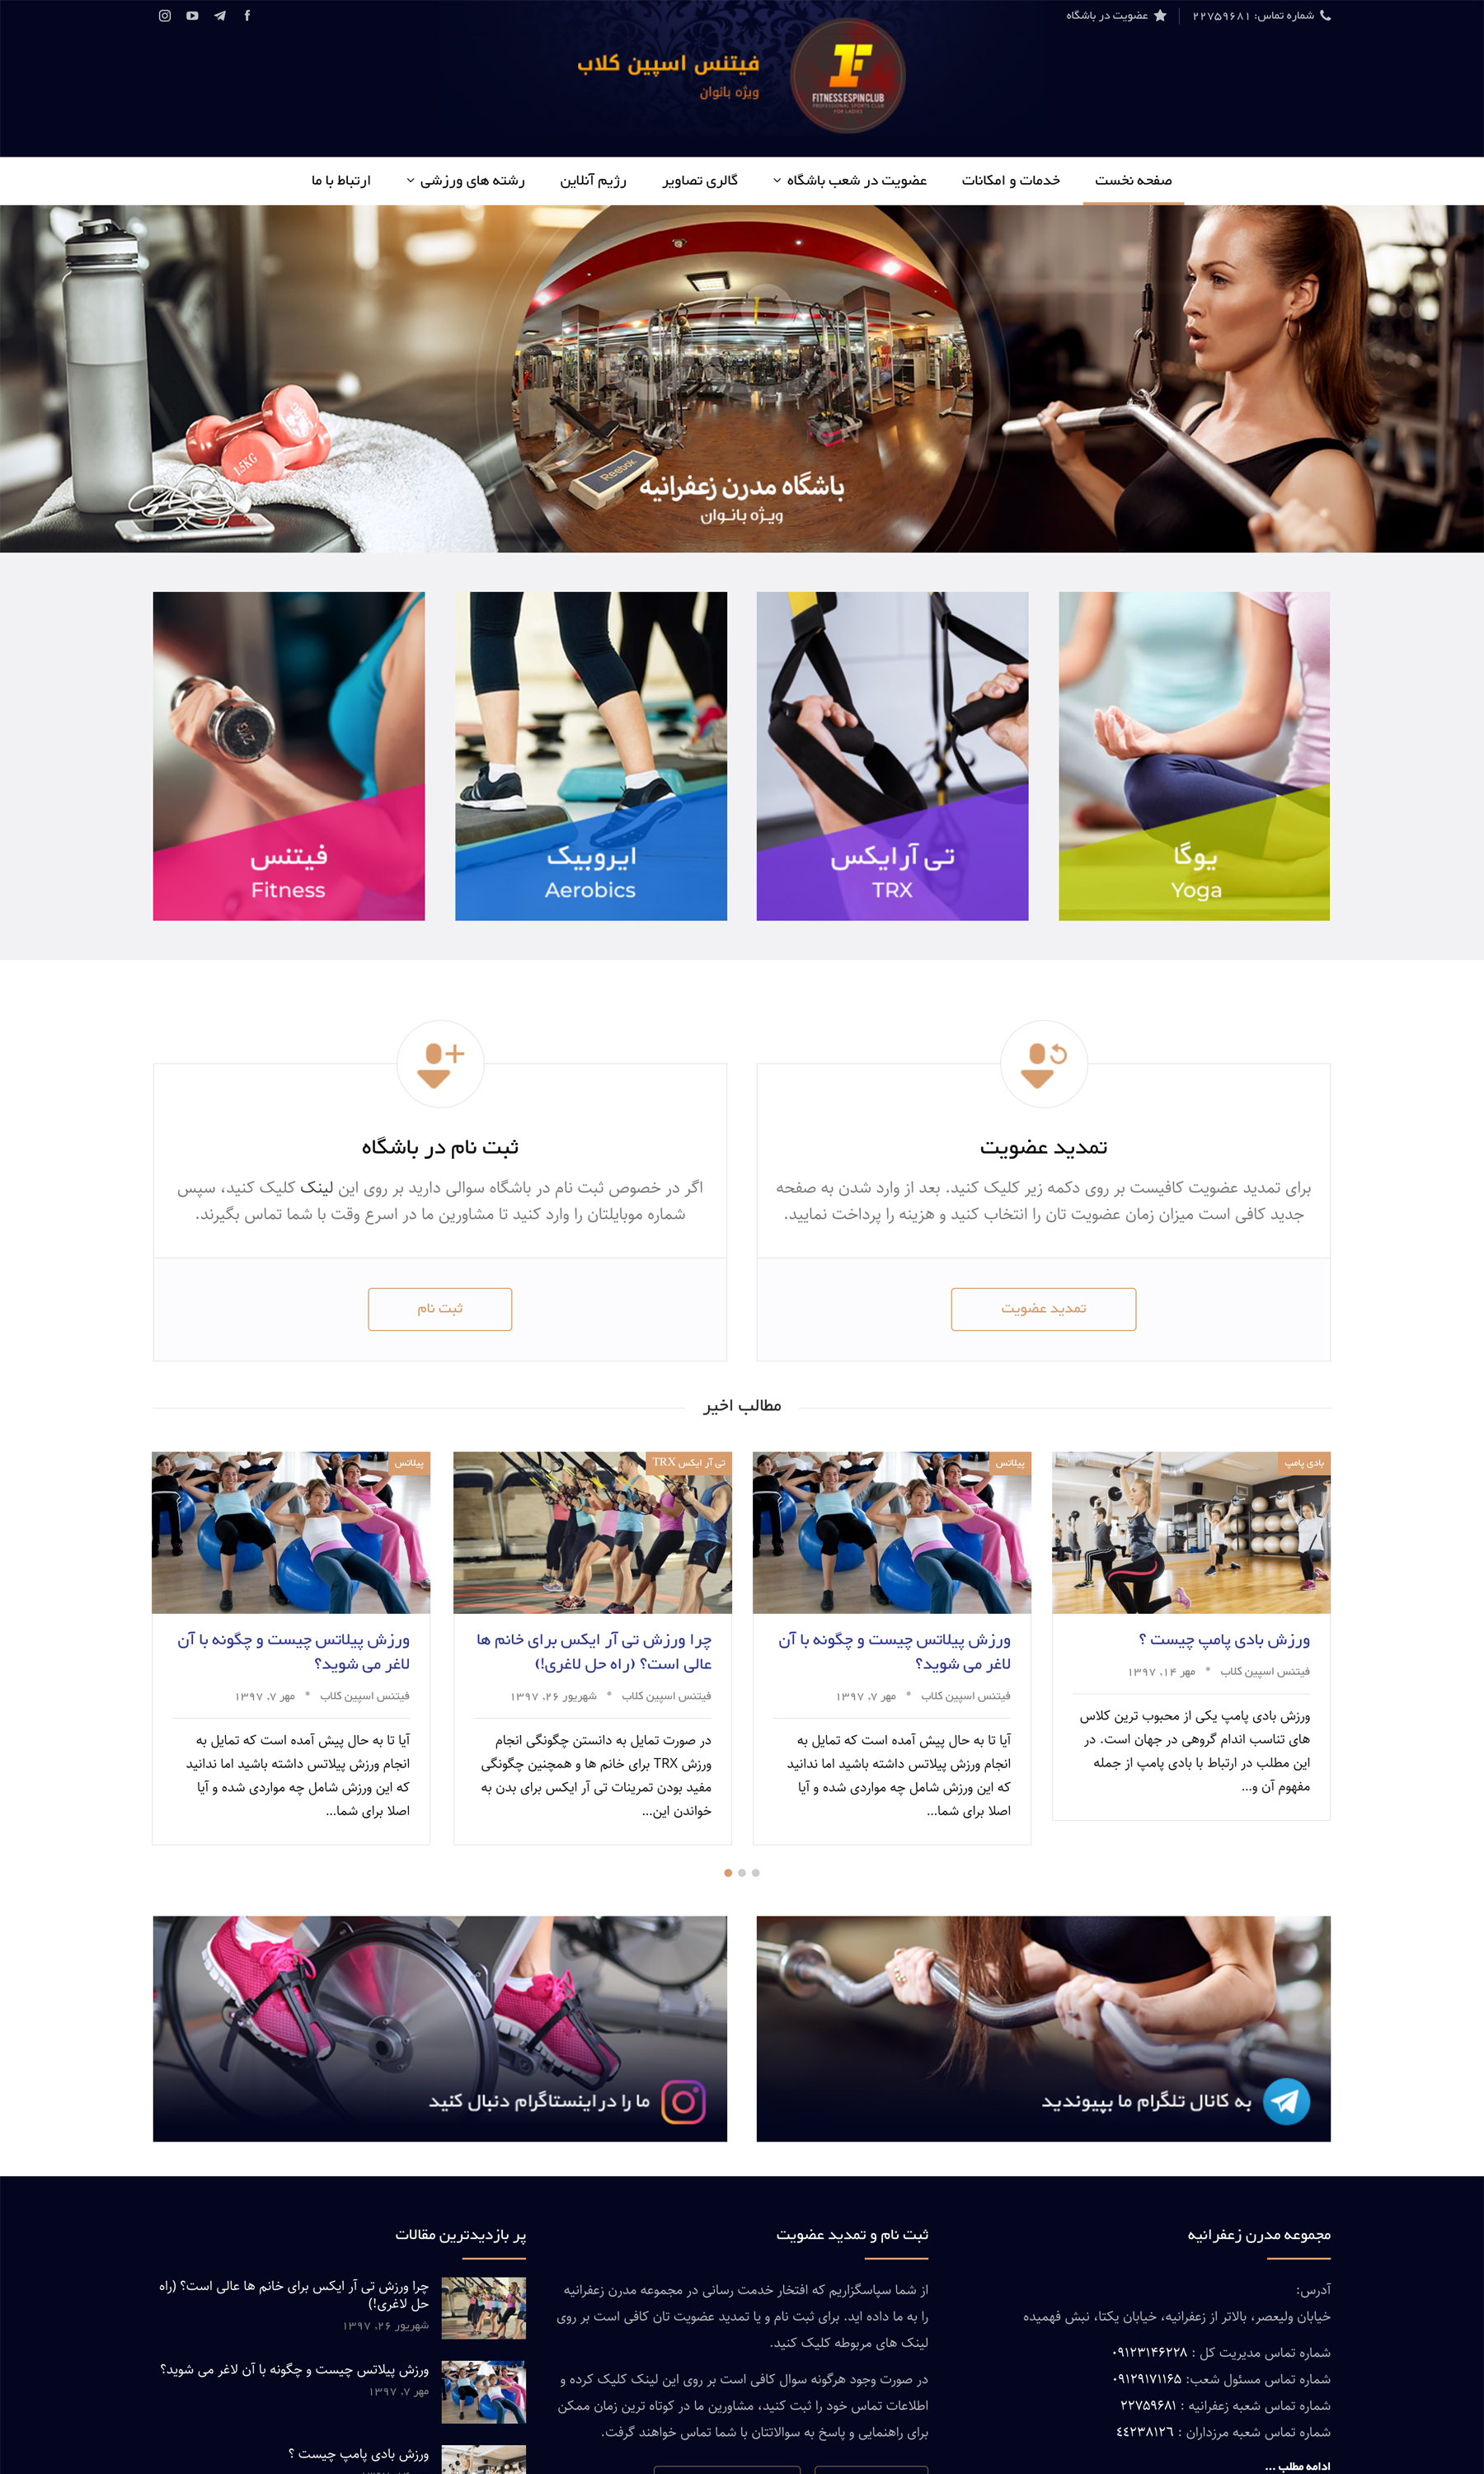 شماره تماس: ۲۲۷۵۹۶۸۱
عضویت در باشگاه
فیتنس اسپین کلاب
ویژه بانوان
FITNESSESPINCLUB
PROFESSIONAL SPORTS CLUB
FOR LADIES
صفحه نخست
خدمات و امکانات
عضویت در شعب باشگاه
گالری تصاویر
رژیم آنلاین
رشته های ورزشی
ارتباط با ما
1.5KG
Reebok
باشگاه مدرن زعفرانیه
ویـژه بانـوان
یوگا
Yoga
تی آرایکس
TRX
ایروبیک
Aerobics
فیتنس
Fitness
تمدید عضویت
برای تمدید عضویت کافیست بر روی دکمه زیر کلیک کنید. بعد از وارد شدن به صفحه
جدید کافی است میزان زمان عضویت تان را انتخاب کنید و هزینه را پرداخت نمایید.
تمدید عضویت
ثبت نام در باشگاه
اگر در خصوص ثبت نام در باشگاه سوالی دارید بر روی این لینک کلیک کنید، سپس
شماره موبایلتان را وارد کنید تا مشاورین ما در اسرع وقت با شما تماس بگیرند.
ثبت نام
مطالب اخیر
بادی پامپ
ورزش بادی پامپ چیست ؟
فیتنس اسپین کلاب * مهر ۱۴, ۱۳۹۷
ورزش بادی پامپ یکی از محبوب ترین کلاس
های تناسب اندام گروهی در جهان است. در
این مطلب در ارتباط با بادی پامپ از جمله
مفهوم آن و...
پیلاتس
ورزش پیلاتس چیست و چگونه با آن
لاغر می شوید؟
فیتنس اسپین کلاب * مهر ۷, ۱۳۹۷
آیا تا به حال پیش آمده است که تمایل به
انجام ورزش پیلاتس داشته باشید اما ندانید
که این ورزش شامل چه مواردی شده و آیا
اصلا برای شما...
تی آر ایکس TRX
چرا ورزش تی آر ایکس برای خانم ها
عالی است؟ (راه حل لاغری!)
فیتنس اسپین کلاب * شهریور ۲۶, ۱۳۹۷
در صورت تمایل به دانستن چگونگی انجام
ورزش TRX برای خانم ها و همچنین چگونگی
مفید بودن تمرینات تی آر ایکس برای بدن به
خواندن این...
پیلاتس
ورزش پیلاتس چیست و چگونه با آن
لاغر می شوید؟
فیتنس اسپین کلاب * مهر ۷, ۱۳۹۷
آیا تا به حال پیش آمده است که تمایل به
انجام ورزش پیلاتس داشته باشید اما ندانید
که این ورزش شامل چه مواردی شده و آیا
اصلا برای شما...
به کانال تلگرام ما بپیوندید
ما را در اینستاگرام دنبال کنید
مجموعه مدرن زعفرانیه
آدرس:
خیابان ولیعصر، بالاتر از زعفرانیه، خیابان یکتا، نبش فهمیده
شماره تماس مدیریت کل : ۰۹۱۲۳۱۴۶۲۲۸
شماره تماس مسئول شعب: ۰۹۱۲۹۱۷۱۱۶۵
شماره تماس شعبه زعفرانیه : ۲۲۷۵۹۶۸۱
شماره تماس شعبه مرزداران : ٤٤٢٣٨١٢٦
ادامه مطلب ...
ثبت نام و تمدید عضویت
از شما سپاسگزاریم که افتخار خدمت رسانی در مجموعه مدرن زعفرانیه
را به ما داده اید. برای ثبت نام و یا تمدید عضویت تان کافی است بر روی
لینک های مربوطه کلیک کنید.
در صورت وجود هرگونه سوال کافی است بر روی این لینک کلیک کرده و
اطلاعات تماس خود را ثبت کنید، مشاورین ما در کوتاه ترین زمان ممکن
برای راهنمایی و پاسخ به سوالاتتان با شما تماس خواهند گرفت.
پر بازدیدترین مقالات
چرا ورزش تی آر ایکس برای خانم ها عالی است؟ (راه
حل لاغری!)
شهریور ۲۶, ۱۳۹۷
ورزش پیلاتس چیست و چگونه با آن لاغر می شوید؟
مهر ۷, ۱۳۹۷
ورزش بادی پامپ چیست ؟